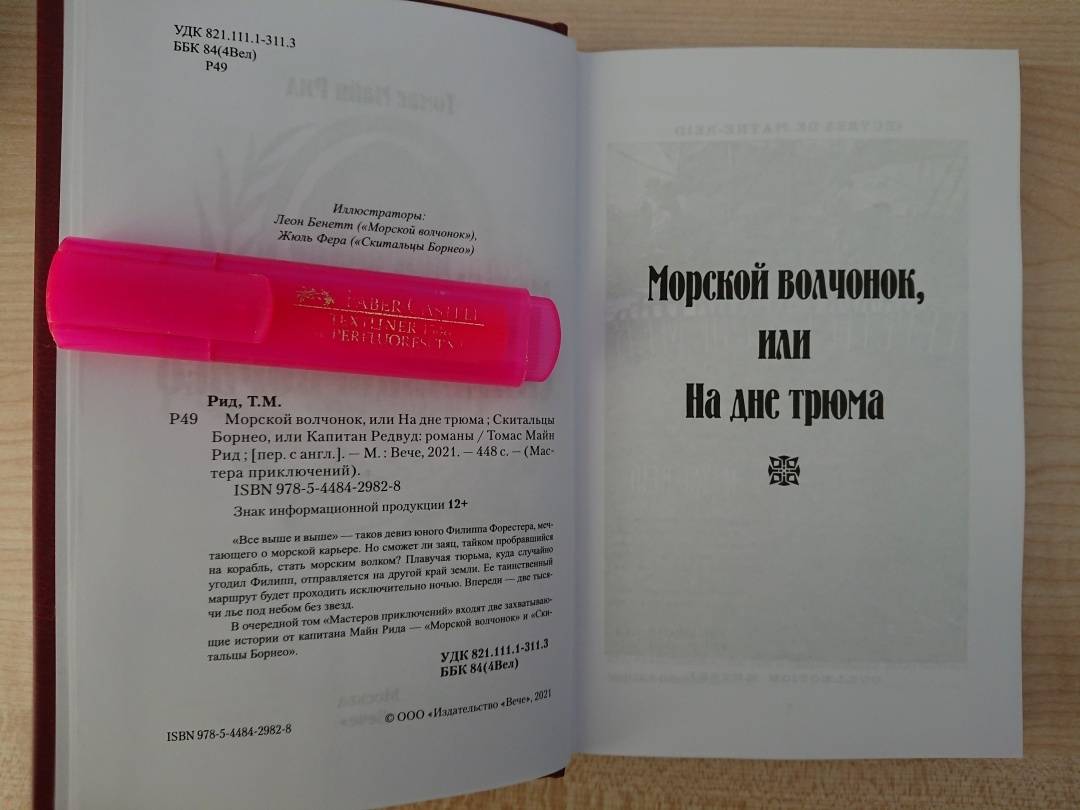 УДК 821.111.1-311.3
ББК 84(4Вел)
Р49
Иллюстраторы:
Леон Бенетт («Морской волчонок»),
Жюль Фера («Скитальцы Борнео»)
FABER CASTELL
TEXTLINER
Рид, Т.М.
Р49 Морской волчонок, или На дне трюма ; Скитальцы
Борнео, или Капитан Редвуд: романы / Томас Майн
Рид ; [пер. с англ.]. — М. : Вече, 2021. — 448 с. — (Мас-
тера приключений).
ISBN 978-5-4484-2982-8
Знак информационной продукции 12+
«Все выше и выше» — таков девиз юного Филиппа Форестера, меч-
тающего о морской карьере. Но сможет ли заяц, тайком пробравшийся
на корабль, стать морским волком? Плавучая тюрьма, куда случайно
угодил Филипп, отправляется на другой край земли. Ее таинственный
маршрут будет проходить исключительно ночью. Впереди — две тыся-
чи лье под небом без звезд.
В очередной том «Мастеров приключений» входят две захватываю-
щие истории от капитана Майн Рида — «Морской волчонок» и «Ски-
тальцы Борнео».
УДК 821.111.1-311.3
ББК 84(4Вел)
ISBN 978-5-4484-2982-8
© ООО «Издательство «Вече», 2021
Морской волчонок,
или
На дне трюма